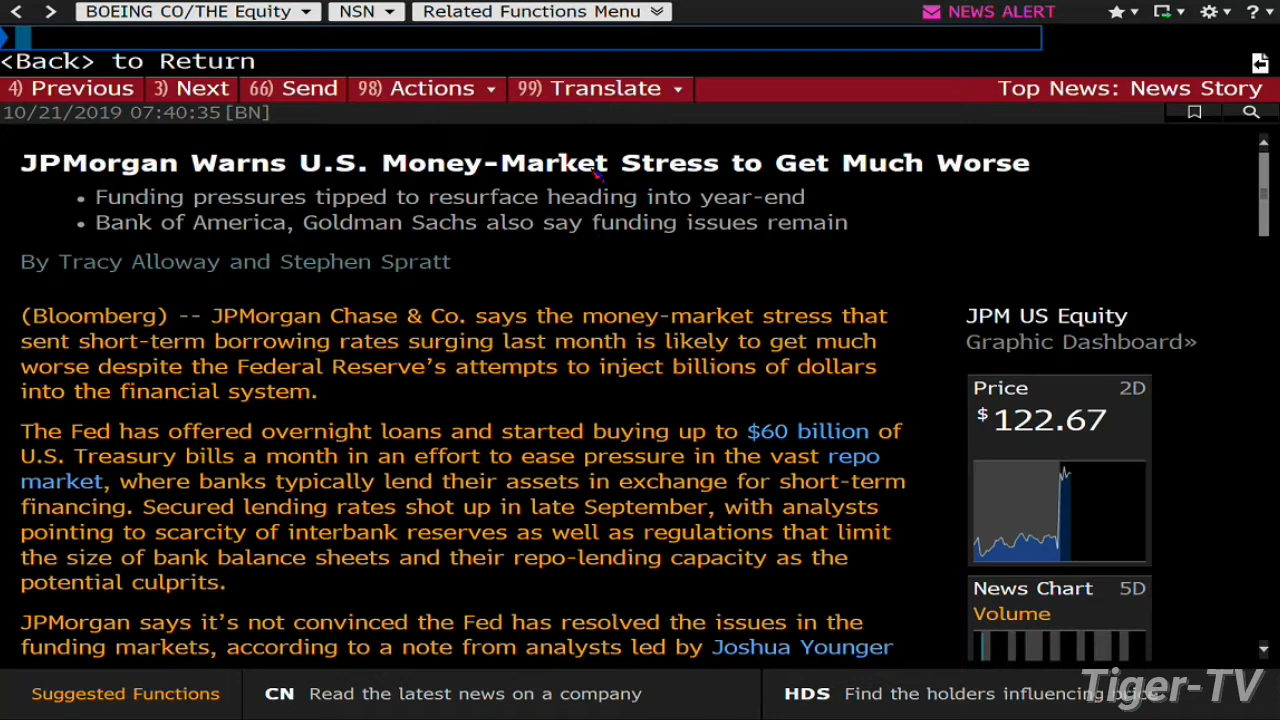 BOEING CO/THE Equity NSN Related Functions Menu NEWS ALERT ?
<Back> to Return
4) Previous 3) Next 66) Send 98) Actions 99) Translate Top News: News Story
10/21/2019 07:40:35 [BN]
JPMorgan Warns U.S. Money-Market Stress to Get Much Worse
• Funding pressures tipped to resurface heading into year-end
• Bank of America, Goldman Sachs also say funding issues remain
By Tracy Alloway and Stephen Spratt
(Bloomberg) -- JPMorgan Chase & Co. says the money-market stress that
sent short-term borrowing rates surging last month is likely to get much
worse despite the Federal Reserve's attempts to inject billions of dollars
into the financial system.
The Fed has offered overnight loans and started buying up to $60 billion of
U.S. Treasury bills a month in an effort to ease pressure in the vast repo
market, where banks typically lend their assets in exchange for short-term
financing. Secured lending rates shot up in late September, with analysts
pointing to scarcity of interbank reserves as well as regulations that limit
the size of bank balance sheets and their repo-lending capacity as the
potential culprits.
JPMorgan says it's not convinced the Fed has resolved the issues in the
funding markets, according to a note from analysts led by Joshua Younger
JPM US Equity
Graphic Dashboard»
Price 2D
$122.67
News Chart 5D
Volume
Suggested Functions CN Read the latest news on a company HDS Find the holders influencing price
Tiger-TV